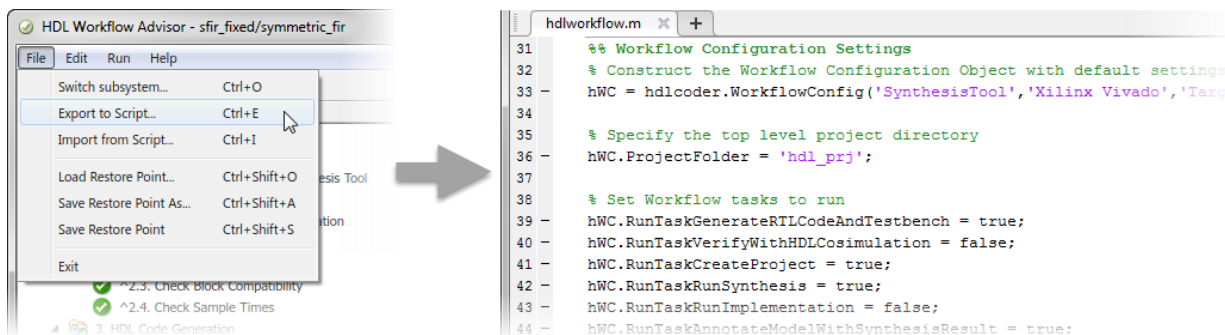 HDL Workflow Advisor - sfir_fixed/symmetric_fir
File Edit Run Help
Switch subsystem... Ctrl+O
Export to Script... Ctrl+E
Import from Script... Ctrl+I
Load Restore Point... Ctrl+Shift+O
Save Restore Point As... Ctrl+Shift+A
Save Restore Point Ctrl+Shift+S
Exit
esis Tool
ation
^2.3. Check Block Compatibility
^2.4. Check Sample Times
3. HDL Code Generation
hdlworkflow.m
31 %% Workflow Configuration Settings
32 % Construct the Workflow Configuration Object with default settings
33 – hWC = hdlcoder.WorkflowConfig('SynthesisTool','Xilinx Vivado','Targ
34
35 % Specify the top level project directory
36 – hWC.ProjectFolder = 'hdl_prj';
37
38 % Set Workflow tasks to run
39 – hWC.RunTaskGenerateRTLCodeAndTestbench = true;
40 – hWC.RunTaskVerifyWithHDLCosimulation = false;
41 – hWC.RunTaskCreateProject = true;
42 – hWC.RunTaskRunSynthesis = true;
43 – hWC.RunTaskRunImplementation = false;
44 – hWC.RunTaskAnnotateModelWithSynthesisResult = true;